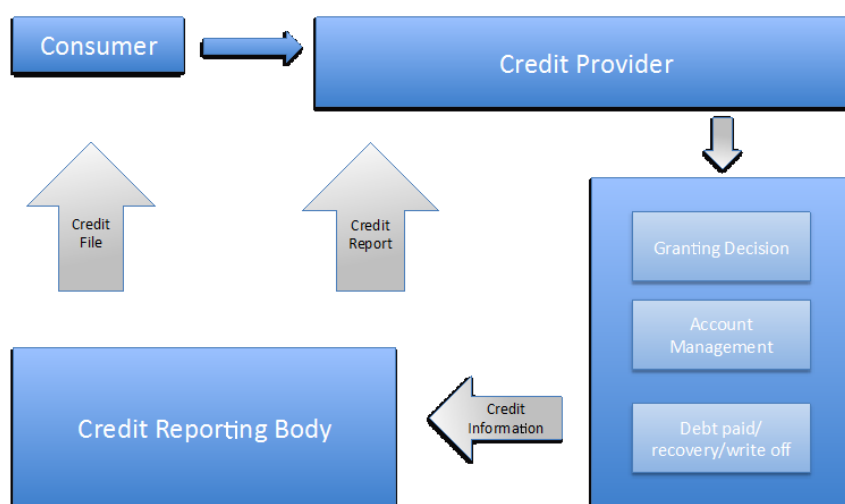 Consumer
Credit Provider
Credit
File
Credit
Report
Granting Decision
Account
Management
Credit Reporting Body
Credit
Information
Debt paid/
recovery/write off